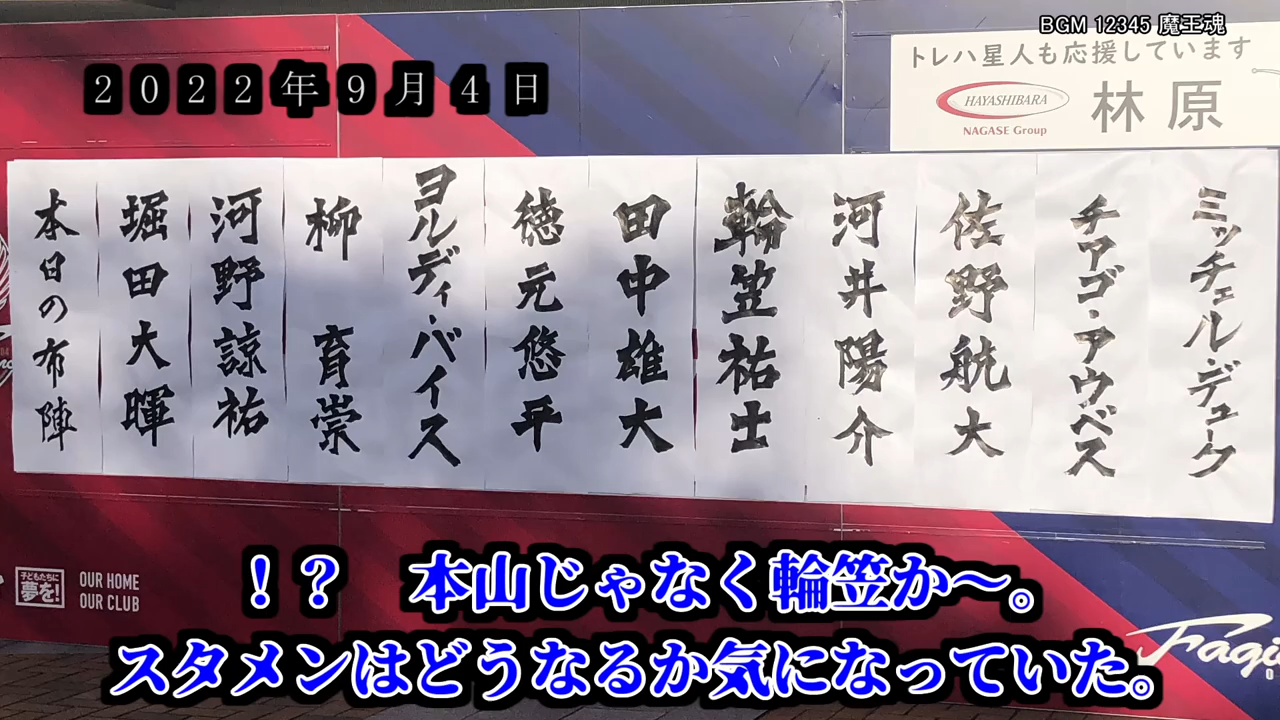 BGM 12345 魔王魂
2022年9月4日
トレハ星人も応援しています
HAYASHIBARA
林原
NAGASE Group
ミッチェル・デューク
チアゴ・アウベス
佐野航大
河井陽介
輪笠祐士
田中雄大
徳元悠平
ヨルディ・バイス
柳育崇
河野諒祐
堀田大暉
本日の布陣
子どもたちに
夢を!
OUR HOME
OUR CLUB
Fagi
!? 本山じゃなく輪笠か～。
スタメンはどうなるか気になっていた。